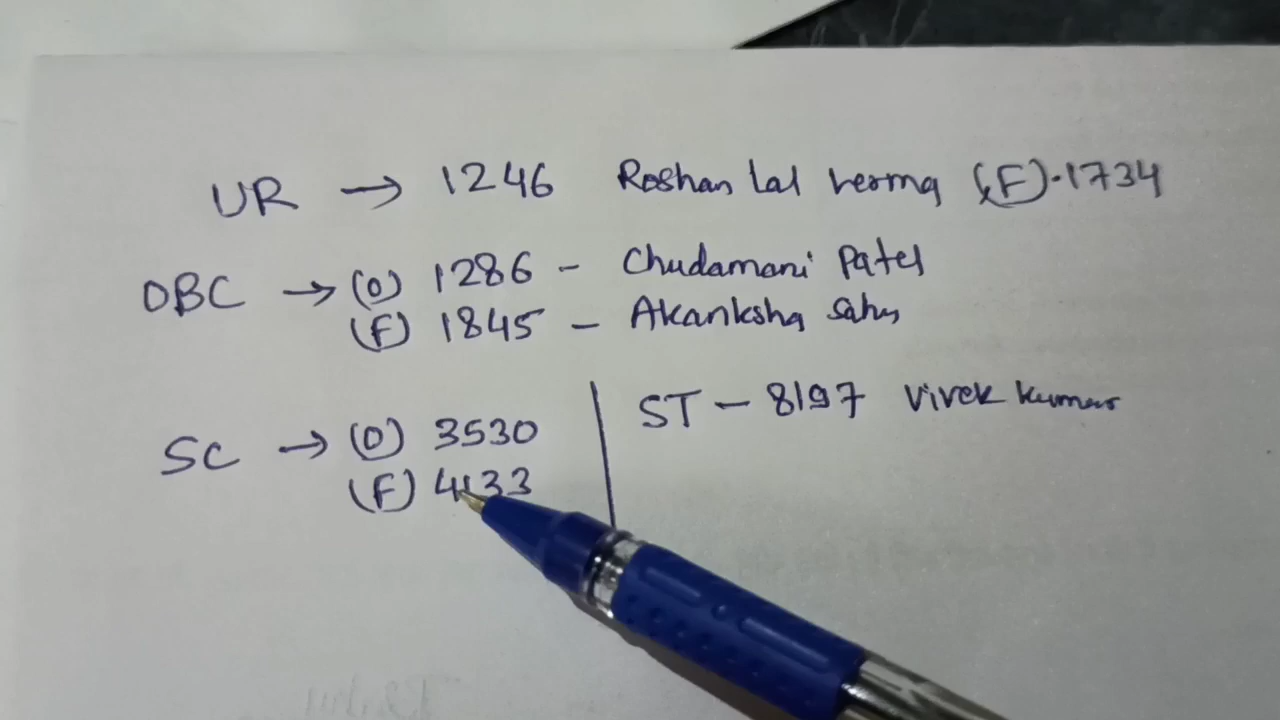 UR → 1246 Roshan Lal verma (F).1734
OBC → (O) 1286 - Chudamani Patel
(F) 1845 - Akanksha Sahu
SC → (O) 3530
(F) 4133
ST - 8197 Vivek Kumar